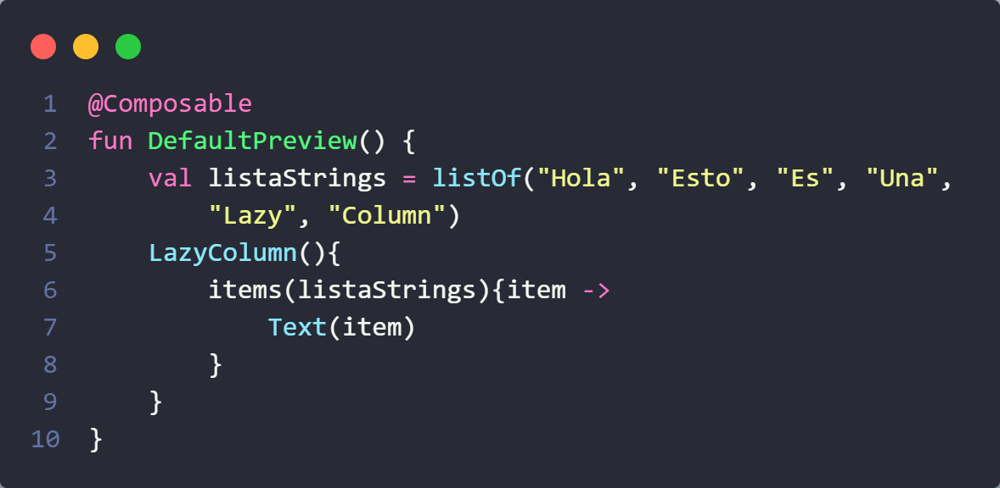 1 @Composable
2 fun DefaultPreview() {
3     val listaStrings = listOf("Hola", "Esto", "Es", "Una",
4         "Lazy", "Column")
5     LazyColumn(){
6         items(listaStrings){item ->
7             Text(item)
8         }
9     }
10 }